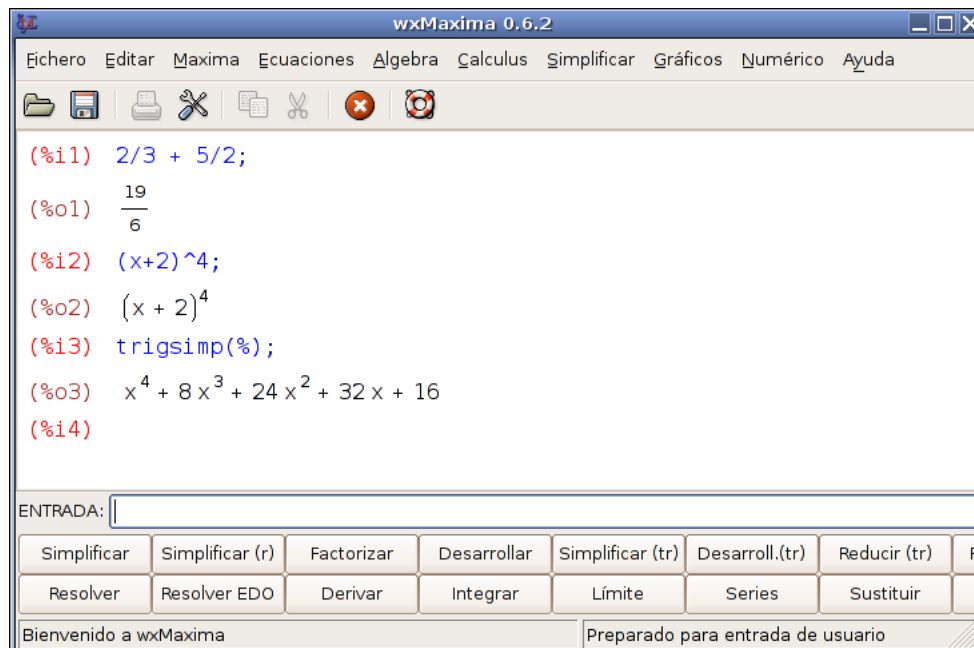 wxMaxima 0.6.2
Fichero Editar Maxima Ecuaciones Algebra Calculus Simplificar Gráficos Numérico Ayuda
(%i1) 2/3 + 5/2;
(%o1) 19/6
(%i2) (x+2)^4;
(%o2) (x + 2)^4
(%i3) trigsimp(%);
(%o3) x^4 + 8 x^3 + 24 x^2 + 32 x + 16
(%i4)
ENTRADA:
Simplificar Simplificar (r) Factorizar Desarrollar Simplificar (tr) Desarroll.(tr) Reducir (tr)
Resolver Resolver EDO Derivar Integrar Límite Series Sustituir
Bienvenido a wxMaxima Preparado para entrada de usuario